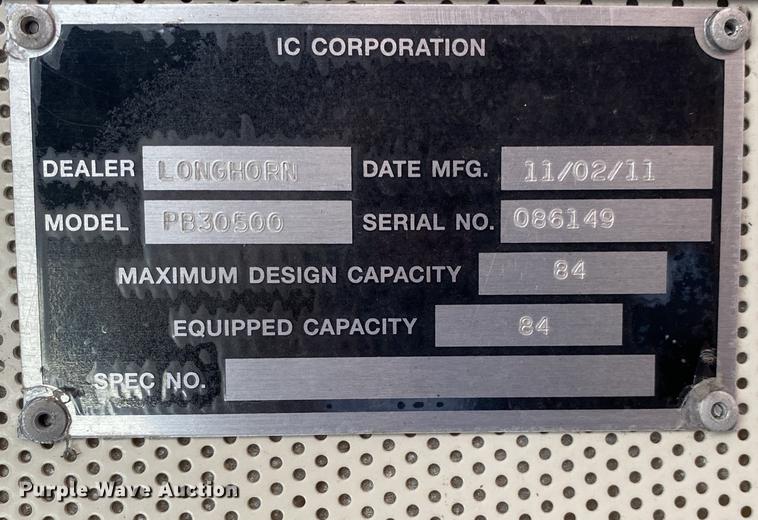 IC CORPORATION
DEALER LONGHORN DATE MFG. 11/02/11
MODEL PB30500 SERIAL NO. 086149
MAXIMUM DESIGN CAPACITY 84
EQUIPPED CAPACITY 84
SPEC NO.
Purple Wave Auction